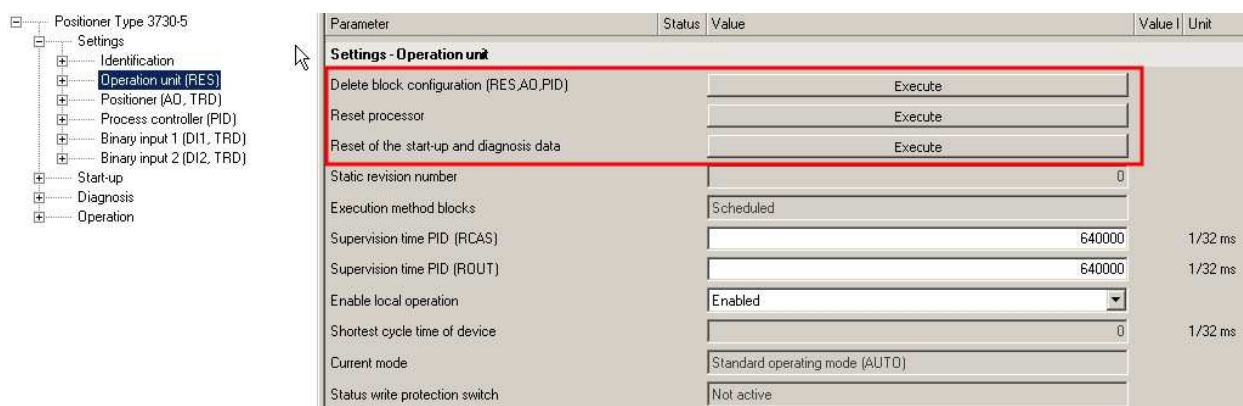 Positioner Type 3730-5
Settings
Identification
Operation unit (RES)
Positioner (AO, TRD)
Process controller (PID)
Binary input 1 (DI1, TRD)
Binary input 2 (DI2, TRD)
Start-up
Diagnosis
Operation
Parameter Status Value Value I Unit
Settings - Operation unit
Delete block configuration (RES,AO,PID) Execute
Reset processor Execute
Reset of the start-up and diagnosis data Execute
Static revision number 0
Execution method blocks Scheduled
Supervision time PID (RCAS) 640000 1/32 ms
Supervision time PID (ROUT) 640000 1/32 ms
Enable local operation Enabled
Shortest cycle time of device 0 1/32 ms
Current mode Standard operating mode (AUTO)
Status write protection switch Not active